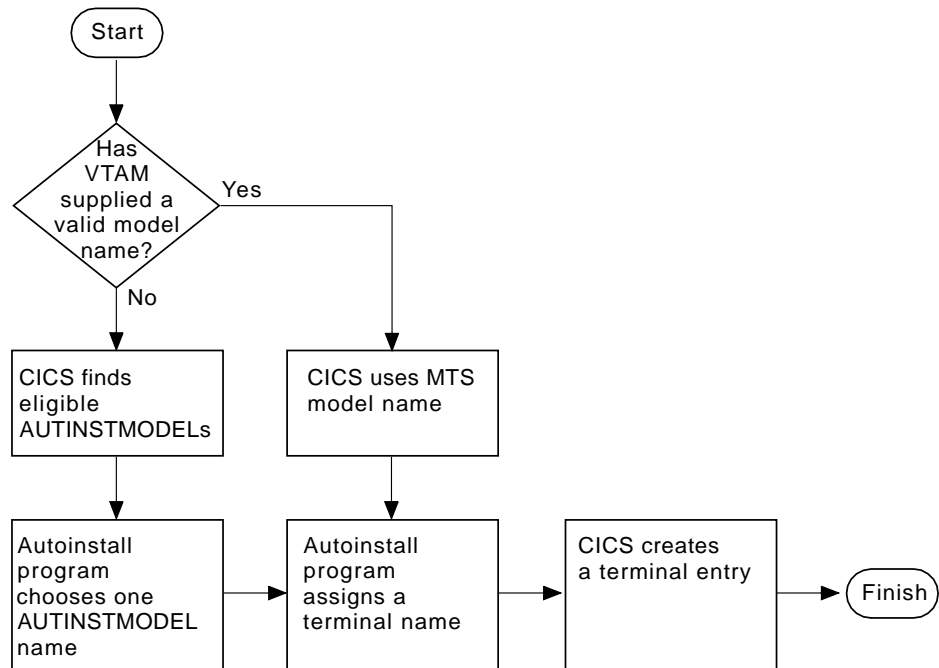 Start
Has
VTAM
supplied a
valid model
name?
Yes
No
CICS finds
eligible
AUTINSTMODELs
CICS uses MTS
model name
Autoinstall
program
chooses one
AUTINSTMODEL
name
Autoinstall
program
assigns a
terminal name
CICS creates
a terminal entry
Finish